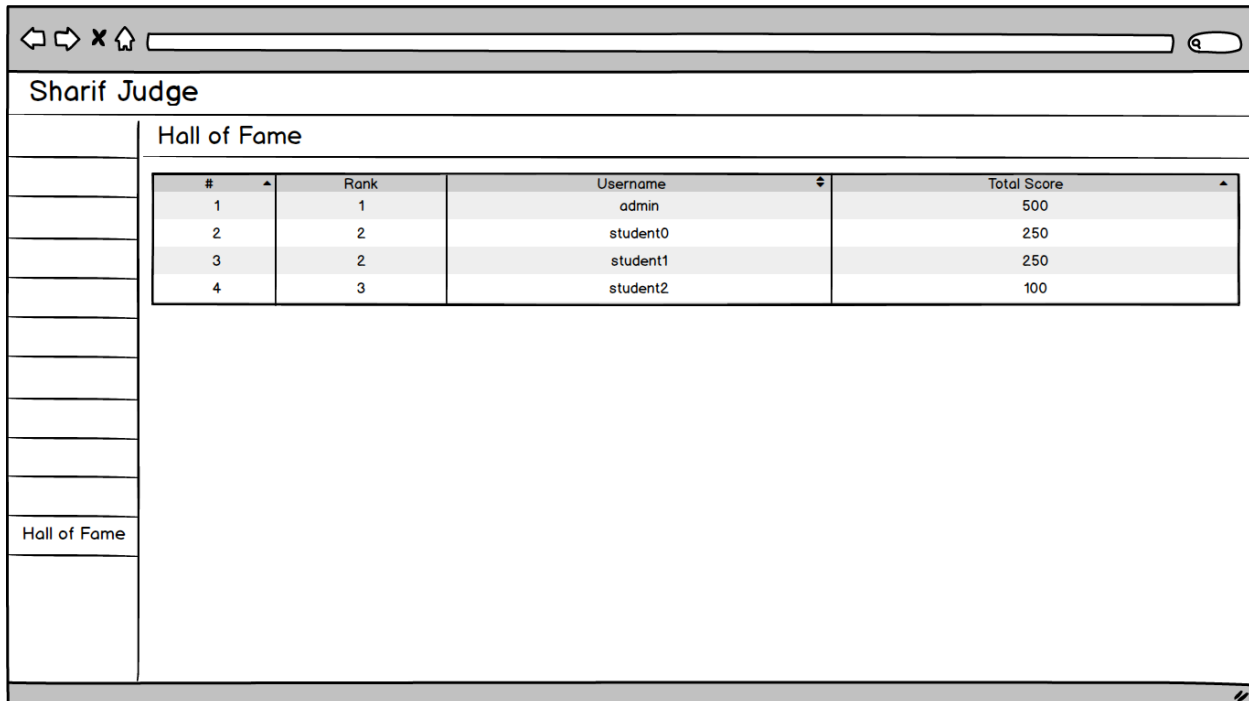 Sharif Judge
Hall of Fame
# Rank Username Total Score
1 1 admin 500
2 2 student0 250
3 2 student1 250
4 3 student2 100
Hall of Fame